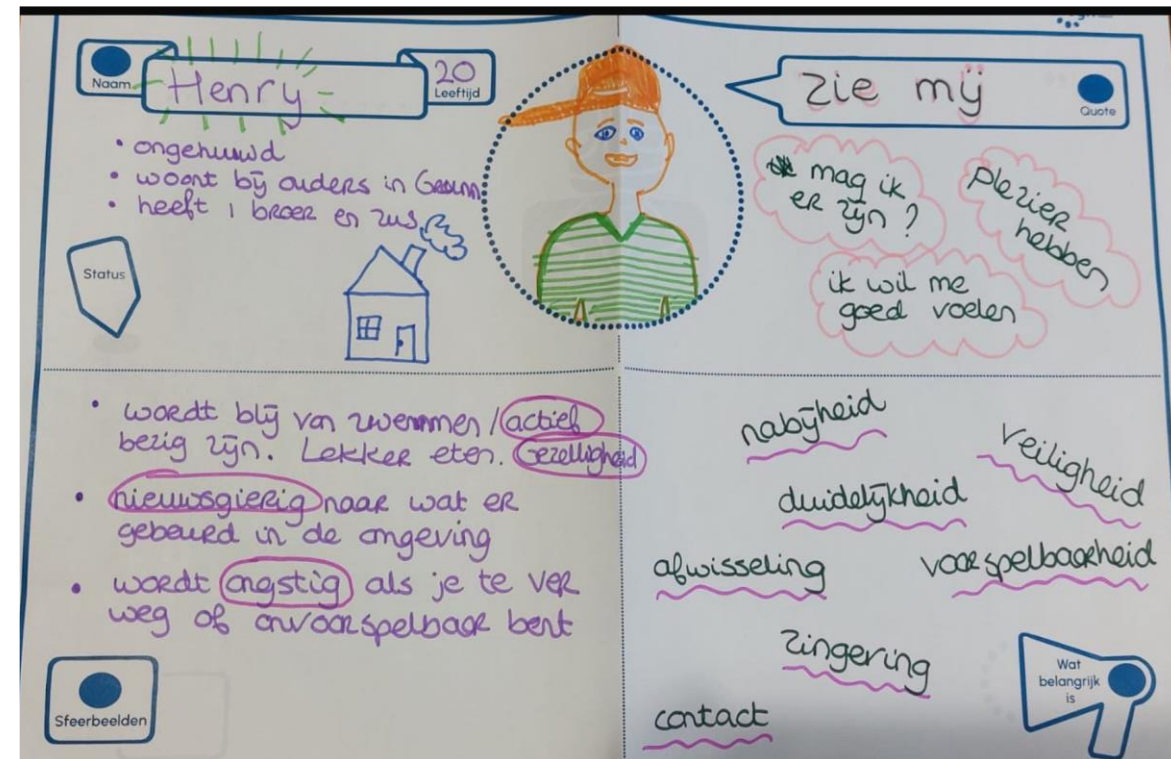 Naam
Henry
20
Leeftijd
• ongehuwd
• woont bij ouders in
• heeft 1 broer en zus
Status
zie mij
Quote
mag ik
er zijn?
plezier
hebben
ik wil me
goed voelen
• wordt blij van zwemmen / actief
bezig zijn. Lekker eten. Gezelligheid
• nieuwsgierig naar wat er
gebeurd in de omgeving
• wordt angstig als je te ver
weg of onvoorspelbaar bent
Sfeerbeelden
nabijheid
veiligheid
duidelijkheid
afwisseling
voorspelbaarheid
zingering
contact
Wat
belangrijk
is